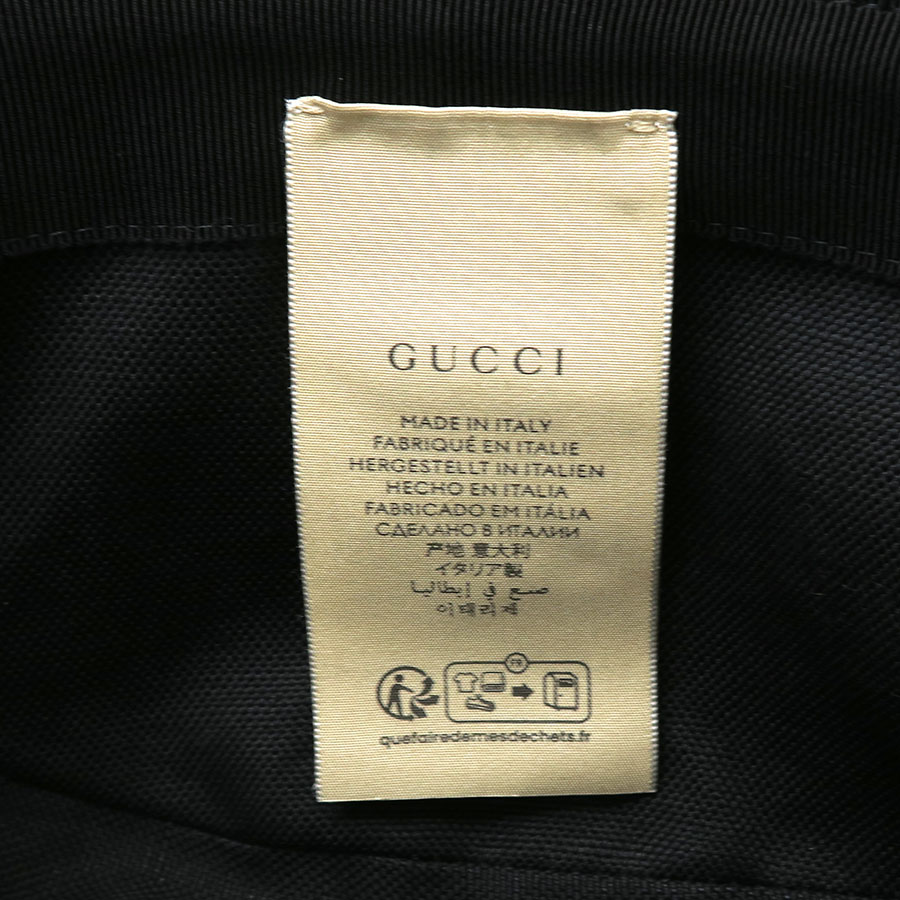 GUCCI
MADE IN ITALY
FABRIQUÉ EN ITALIE
HERGESTELLT IN ITALIEN
HECHO EN ITALIA
FABRICADO EM ITÁLIA
СДЕЛАНО В ИТАЛИИ
产地 意大利
イタリア製
صنع في إيطاليا
이태리제
FR
quefairedemesdechets.fr